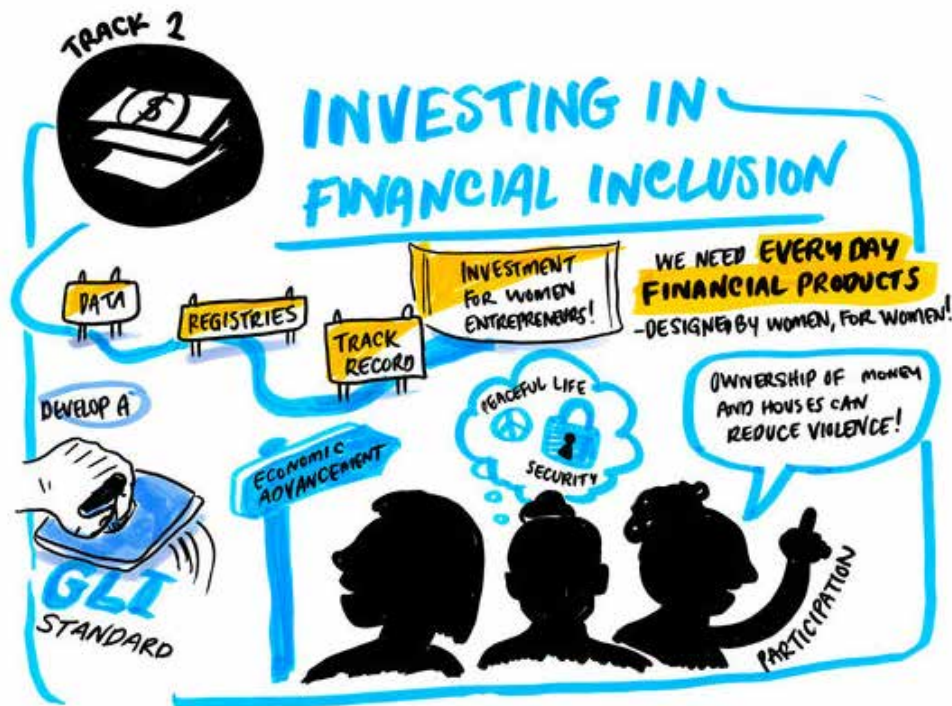 TRACK 2
$
INVESTING IN
FINANCIAL INCLUSION
DATA
REGISTRIES
TRACK
RECORD
INVESTMENT
FOR WOMEN
ENTREPRENEURS!
WE NEED EVERY DAY
FINANCIAL PRODUCTS
-DESIGNED BY WOMEN, FOR WOMEN!
DEVELOP A
GLI
STANDARD
ECONOMIC
ADVANCEMENT
PEACEFUL LIFE
SECURITY
OWNERSHIP OF MONEY
AND HOUSES CAN
REDUCE VIOLENCE!
PARTICIPATION